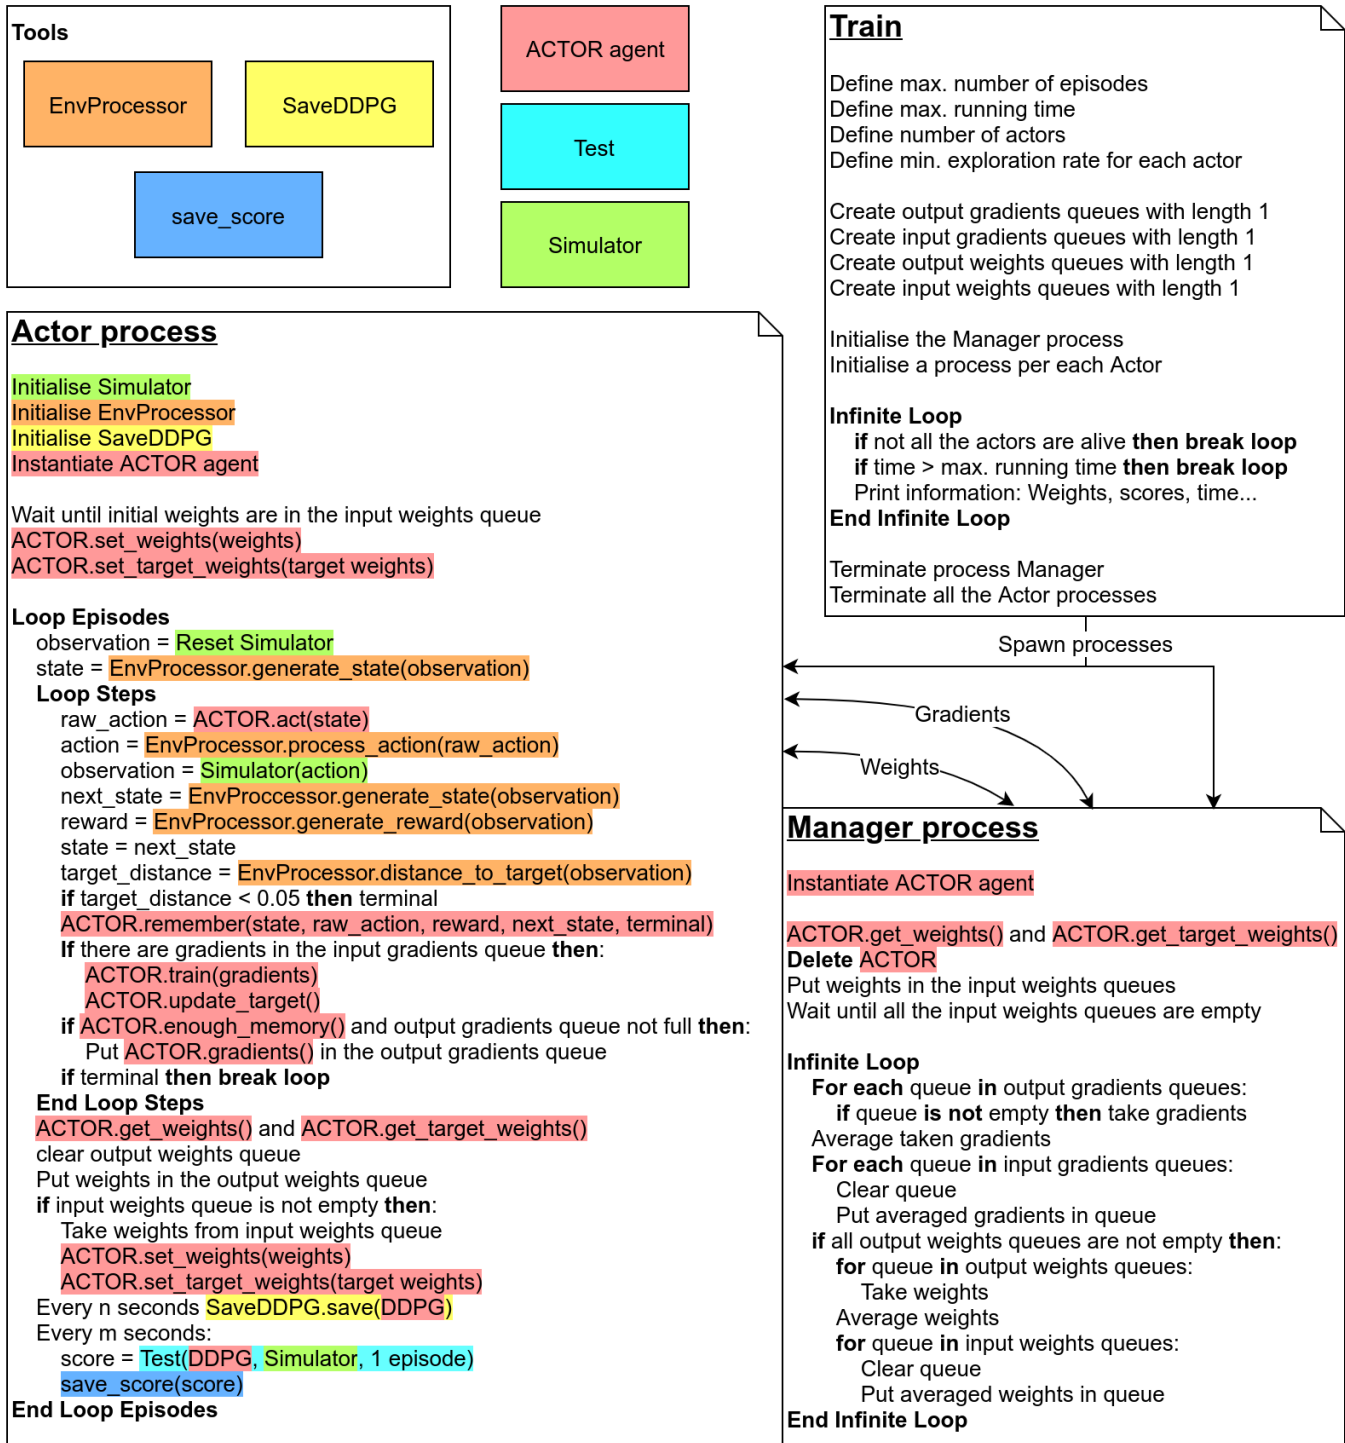 Tools
EnvProcessor
SaveDDPG
save_score
ACTOR agent
Test
Simulator
Train
Define max. number of episodes
Define max. running time
Define number of actors
Define min. exploration rate for each actor
Create output gradients queues with length 1
Create input gradients queues with length 1
Create output weights queues with length 1
Create input weights queues with length 1
Initialise the Manager process
Initialise a process per each Actor
Infinite Loop
if not all the actors are alive then break loop
if time > max. running time then break loop
Print information: Weights, scores, time...
End Infinite Loop
Terminate process Manager
Terminate all the Actor processes
Spawn processes
Gradients
Weights
Actor process
Initialise Simulator
Initialise EnvProcessor
Initialise SaveDDPG
Instantiate ACTOR agent
Wait until initial weights are in the input weights queue
ACTOR.set_weights(weights)
ACTOR.set_target_weights(target weights)
Loop Episodes
observation = Reset Simulator
state = EnvProcessor.generate_state(observation)
Loop Steps
raw_action = ACTOR.act(state)
action = EnvProcessor.process_action(raw_action)
observation = Simulator(action)
next_state = EnvProccessor.generate_state(observation)
reward = EnvProcessor.generate_reward(observation)
state = next_state
target_distance = EnvProcessor.distance_to_target(observation)
if target_distance < 0.05 then terminal
ACTOR.remember(state, raw_action, reward, next_state, terminal)
If there are gradients in the input gradients queue then:
ACTOR.train(gradients)
ACTOR.update_target()
if ACTOR.enough_memory() and output gradients queue not full then:
Put ACTOR.gradients() in the output gradients queue
if terminal then break loop
End Loop Steps
ACTOR.get_weights() and ACTOR.get_target_weights()
clear output weights queue
Put weights in the output weights queue
if input weights queue is not empty then:
Take weights from input weights queue
ACTOR.set_weights(weights)
ACTOR.set_target_weights(target weights)
Every n seconds SaveDDPG.save(DDPG)
Every m seconds:
score = Test(DDPG, Simulator, 1 episode)
save_score(score)
End Loop Episodes
Manager process
Instantiate ACTOR agent
ACTOR.get_weights() and ACTOR.get_target_weights()
Delete ACTOR
Put weights in the input weights queues
Wait until all the input weights queues are empty
Infinite Loop
For each queue in output gradients queues:
if queue is not empty then take gradients
Average taken gradients
For each queue in input gradients queues:
Clear queue
Put averaged gradients in queue
if all output weights queues are not empty then:
for queue in output weights queues:
Take weights
Average weights
for queue in input weights queues:
Clear queue
Put averaged weights in queue
End Infinite Loop